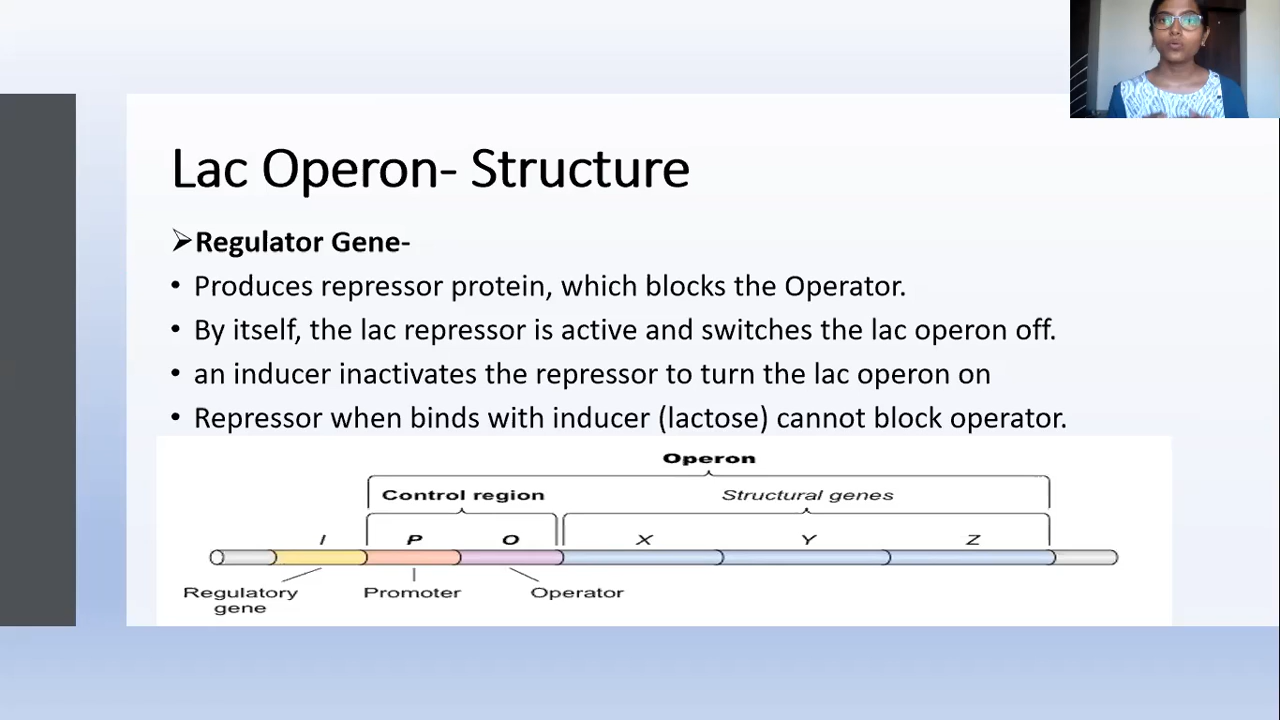 Lac Operon- Structure
➢Regulator Gene-
• Produces repressor protein, which blocks the Operator.
• By itself, the lac repressor is active and switches the lac operon off.
• an inducer inactivates the repressor to turn the lac operon on
• Repressor when binds with inducer (lactose) cannot block operator.
Operon
Control region Structural genes
I P O X Y Z
Regulatory gene Promoter Operator